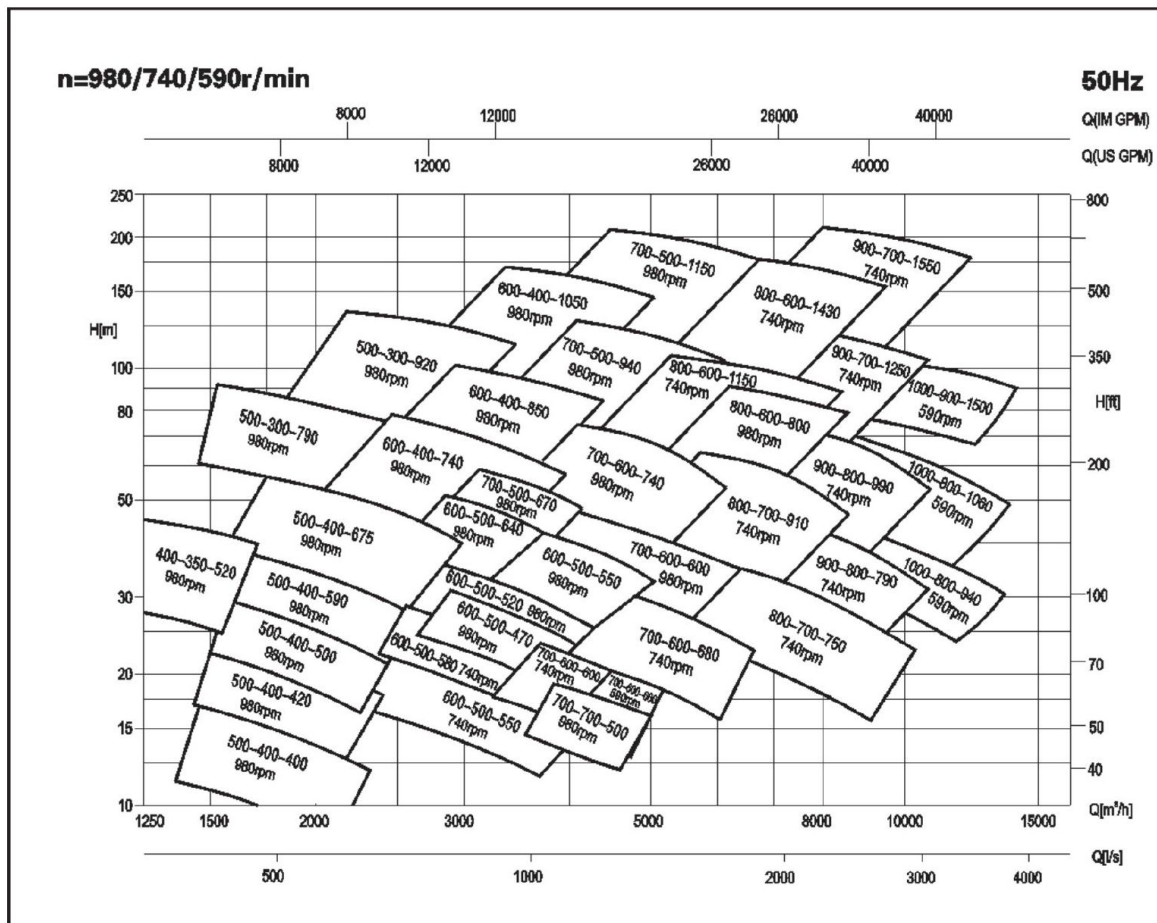 n=980/740/590r/min
50Hz
8000 12000 26000 40000 Q(IM GPM)
8000 12000 26000 40000 Q(US GPM)
250
200
150
H[m]
100
80
50
30
20
15
10
800
500
350
H[ft]
200
100
70
50
40
700-500-1150
980rpm
900-700-1550
740rpm
600-400-1050
980rpm
800-600-1430
740rpm
500-300-920
980rpm
700-500-940
980rpm
800-600-1150
740rpm
900-700-1250
740rpm
1000-900-1500
590rpm
500-300-790
980rpm
600-400-850
980rpm
800-600-800
980rpm
600-400-740
980rpm
700-600-740
980rpm
900-800-990
740rpm
1000-800-1060
590rpm
700-500-670
980rpm
500-400-675
980rpm
600-500-640
980rpm
800-700-910
740rpm
400-350-520
980rpm
600-500-550
980rpm
700-600-600
980rpm
900-800-790
740rpm
1000-800-940
590rpm
500-400-590
980rpm
600-500-520 980rpm
500-400-500
980rpm
600-500-470
980rpm
700-600-680
740rpm
800-700-760
740rpm
600-500-580 740rpm
700-600-600
740rpm
590rpm
500-400-420
980rpm
600-500-550
740rpm
700-700-500
980rpm
500-400-400
980rpm
1250 1500 2000 3000 5000 8000 10000 15000 Q[m³/h]
500 1000 2000 3000 4000 Q[l/s]